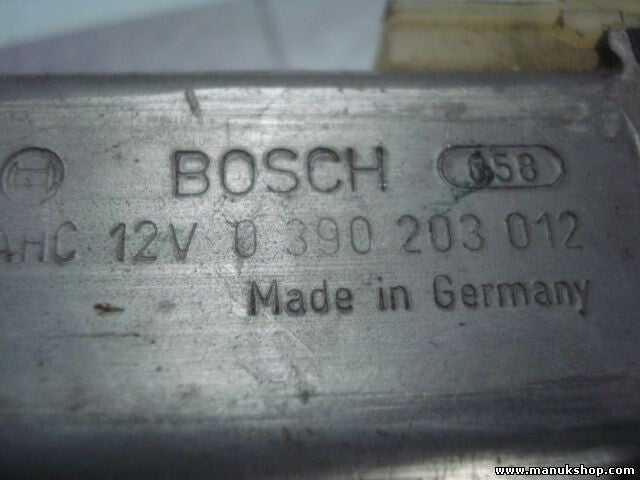 BOSCH 658
AHC 12V 0 390 203 012
Made in Germany
www.manukshop.com